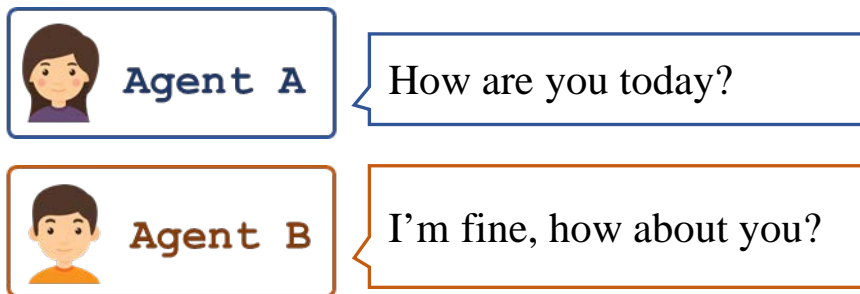 Agent A
How are you today?
Agent B
I’m fine, how about you?